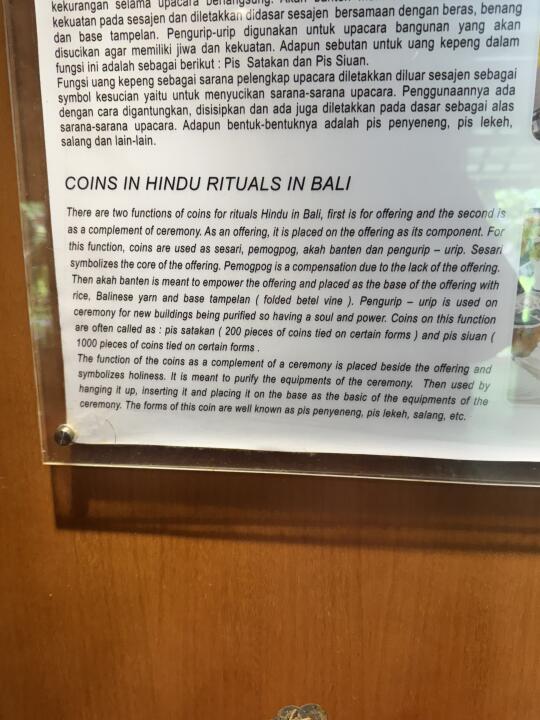 kekurangan selama upacara berlangsung. Akah banten
kekuatan pada sesajen dan diletakkan didasar sesajen bersamaan dengan beras, benang
dan base tampelan. Pengurip-urip digunakan untuk upacara bangunan yang akan
disucikan agar memiliki jiwa dan kekuatan. Adapun sebutan untuk uang kepeng dalam
fungsi ini adalah sebagai berikut : Pis Satakan dan Pis Siuan.
Fungsi uang kepeng sebagai sarana pelengkap upacara diletakkan diluar sesajen sebagai
symbol kesucian yaitu untuk menyucikan sarana-sarana upacara. Penggunaannya ada
dengan cara digantungkan, disisipkan dan ada juga diletakkan pada dasar sebagai alas
sarana-sarana upacara. Adapun bentuk-bentuknya adalah pis penyeneng, pis lekeh,
salang dan lain-lain.
COINS IN HINDU RITUALS IN BALI
There are two functions of coins for rituals Hindu in Bali, first is for offering and the second is
as a complement of ceremony. As an offering, it is placed on the offering as its component. For
this function, coins are used as sesari, pemogpog, akah banten dan pengurip – urip. Sesari
symbolizes the core of the offering. Pemogpog is a compensation due to the lack of the offering.
Then akah banten is meant to empower the offering and placed as the base of the offering with
rice, Balinese yarn and base tampelan ( folded betel vine ). Pengurip – urip is used on
ceremony for new buildings being purified so having a soul and power. Coins on this function
are often called as : pis satakan ( 200 pieces of coins tied on certain forms ) and pis siuan (
1000 pieces of coins tied on certain forms .
The function of the coins as a complement of a ceremony is placed beside the offering and
symbolizes holiness. It is meant to purify the equipments of the ceremony. Then used by
hanging it up, inserting it and placing it on the base as the basic of the equipments of the
ceremony. The forms of this coin are well known as pis penyeneng, pis lekeh, salang, etc.